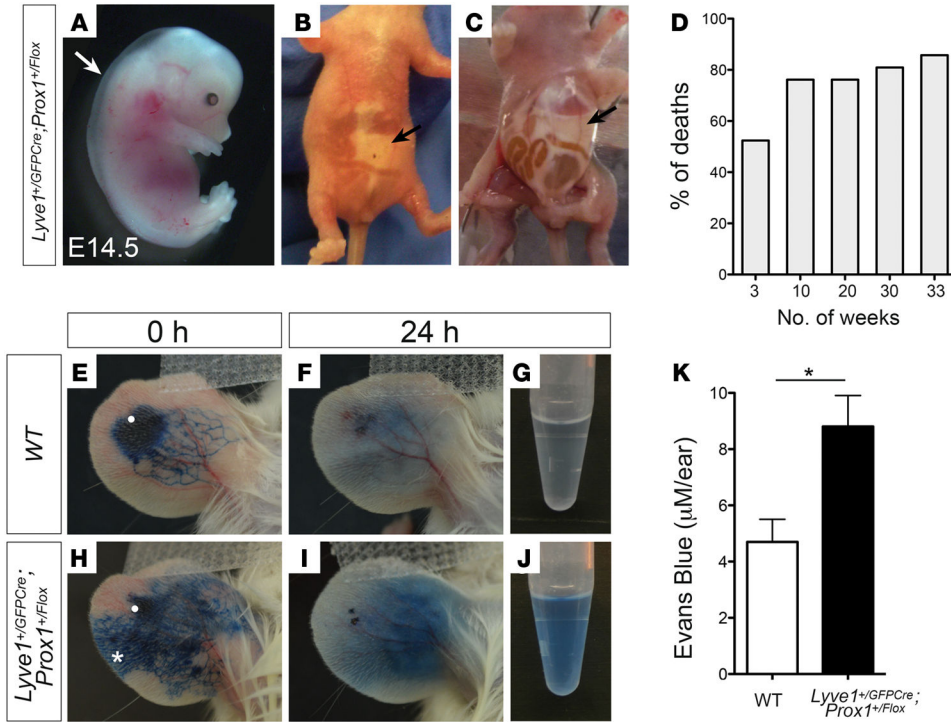 Lyve1+/GFPCre;Prox1+/Flox
A
E14.5
B
C
D
% of deaths
80
60
40
20
0
3 10 20 30 33
No. of weeks
0 h
24 h
WT
E
F
G
Lyve1+/GFPCre;
Prox1+/Flox
H
*
I
J
K
*
Evans Blue (µM/ear)
10
8
6
4
2
0
WT
Lyve1+/GFPCre;
Prox1+/Flox